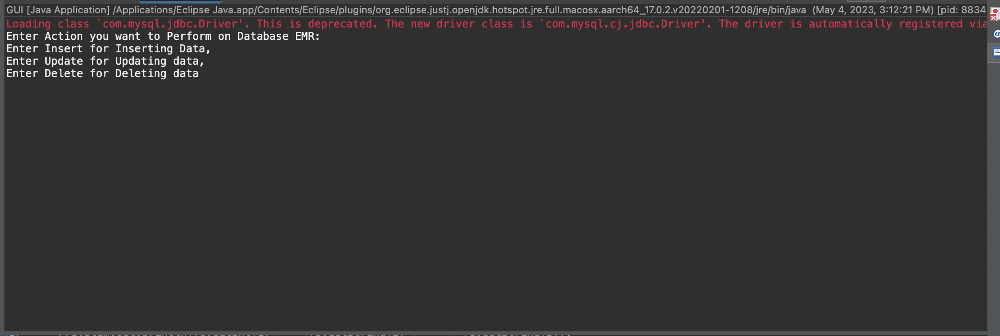 GUI [Java Application] /Applications/Eclipse Java.app/Contents/Eclipse/plugins/org.eclipse.justj.openjdk.hotspot.jre.full.macosx.aarch64_17.0.2.v20220201-1208/jre/bin/java (May 4, 2023, 3:12:21 PM) [pid: 8834
Loading class `com.mysql.jdbc.Driver'. This is deprecated. The new driver class is `com.mysql.cj.jdbc.Driver'. The driver is automatically registered via
Enter Action you want to Perform on Database EMR:
Enter Insert for Inserting Data,
Enter Update for Updating data,
Enter Delete for Deleting data